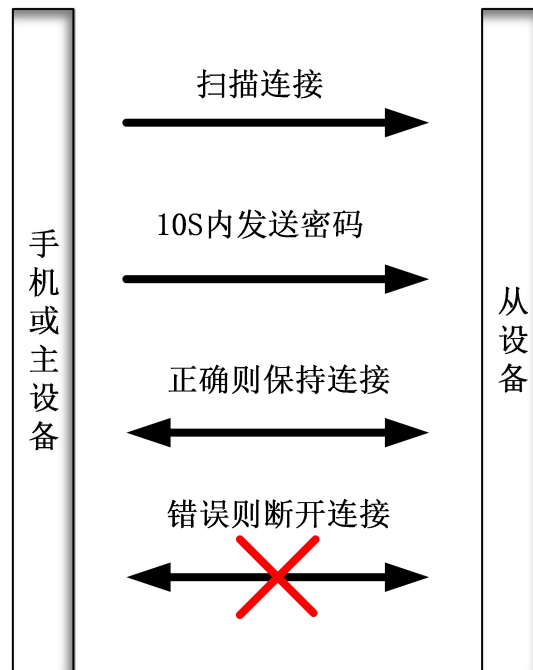 扫描连接
10S内发送密码
手机或主设备
从设备
正确则保持连接
错误则断开连接